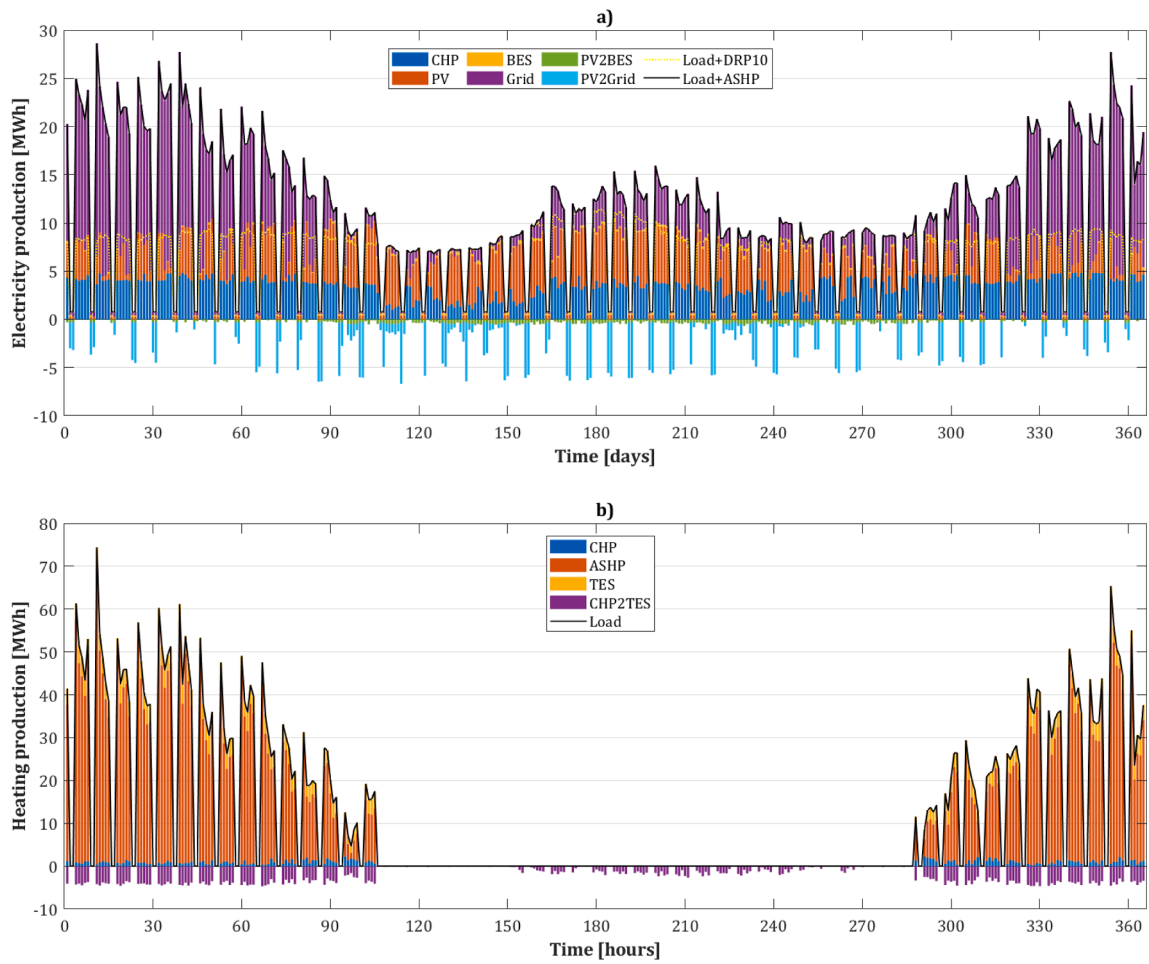 a)
Electricity production [MWh]
30
25
20
15
10
5
0
-5
-10
CHP BES PV2BES Load+DRP10
PV Grid PV2Grid Load+ASHP
0 30 60 90 120 150 180 210 240 270 300 330 360
Time [days]
b)
Heating production [MWh]
80
70
60
50
40
30
20
10
0
-10
CHP
ASHP
TES
CHP2TES
Load
0 30 60 90 120 150 180 210 240 270 300 330 360
Time [hours]